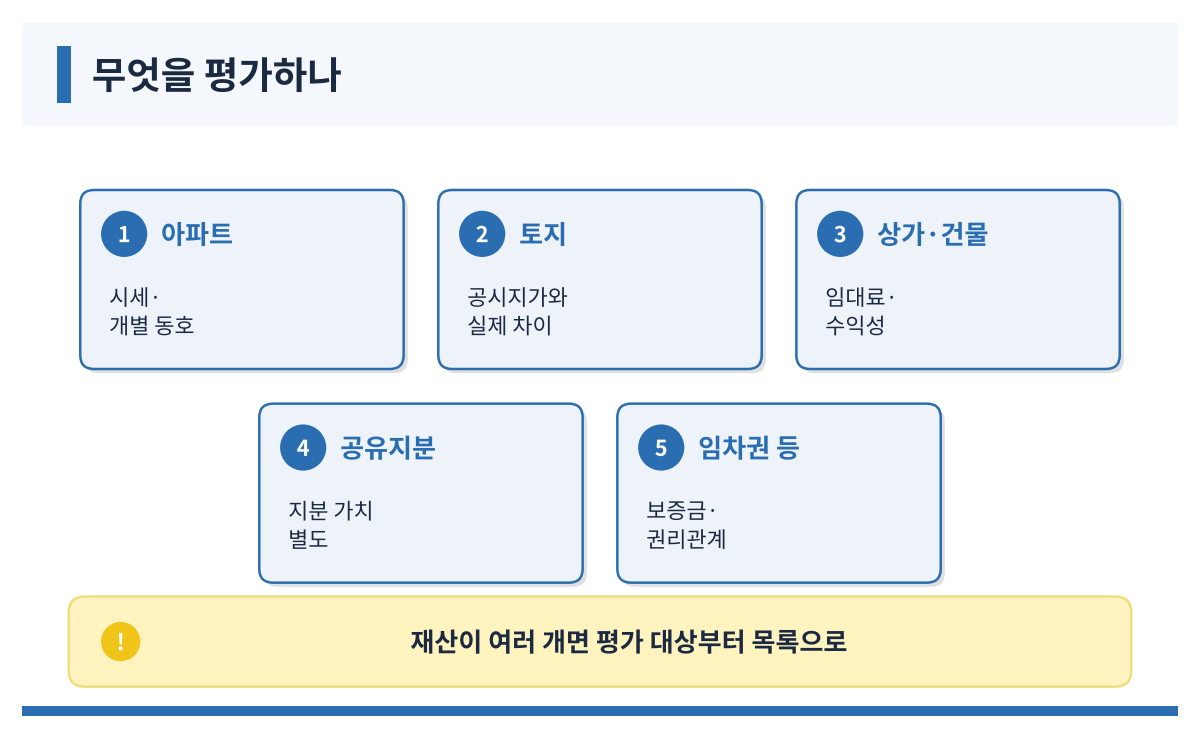 무엇을 평가하나
1 아파트
시세·
개별 동호
2 토지
공시지가와
실제 차이
3 상가·건물
임대료·
수익성
4 공유지분
지분 가치
별도
5 임차권 등
보증금·
권리관계
! 재산이 여러 개면 평가 대상부터 목록으로